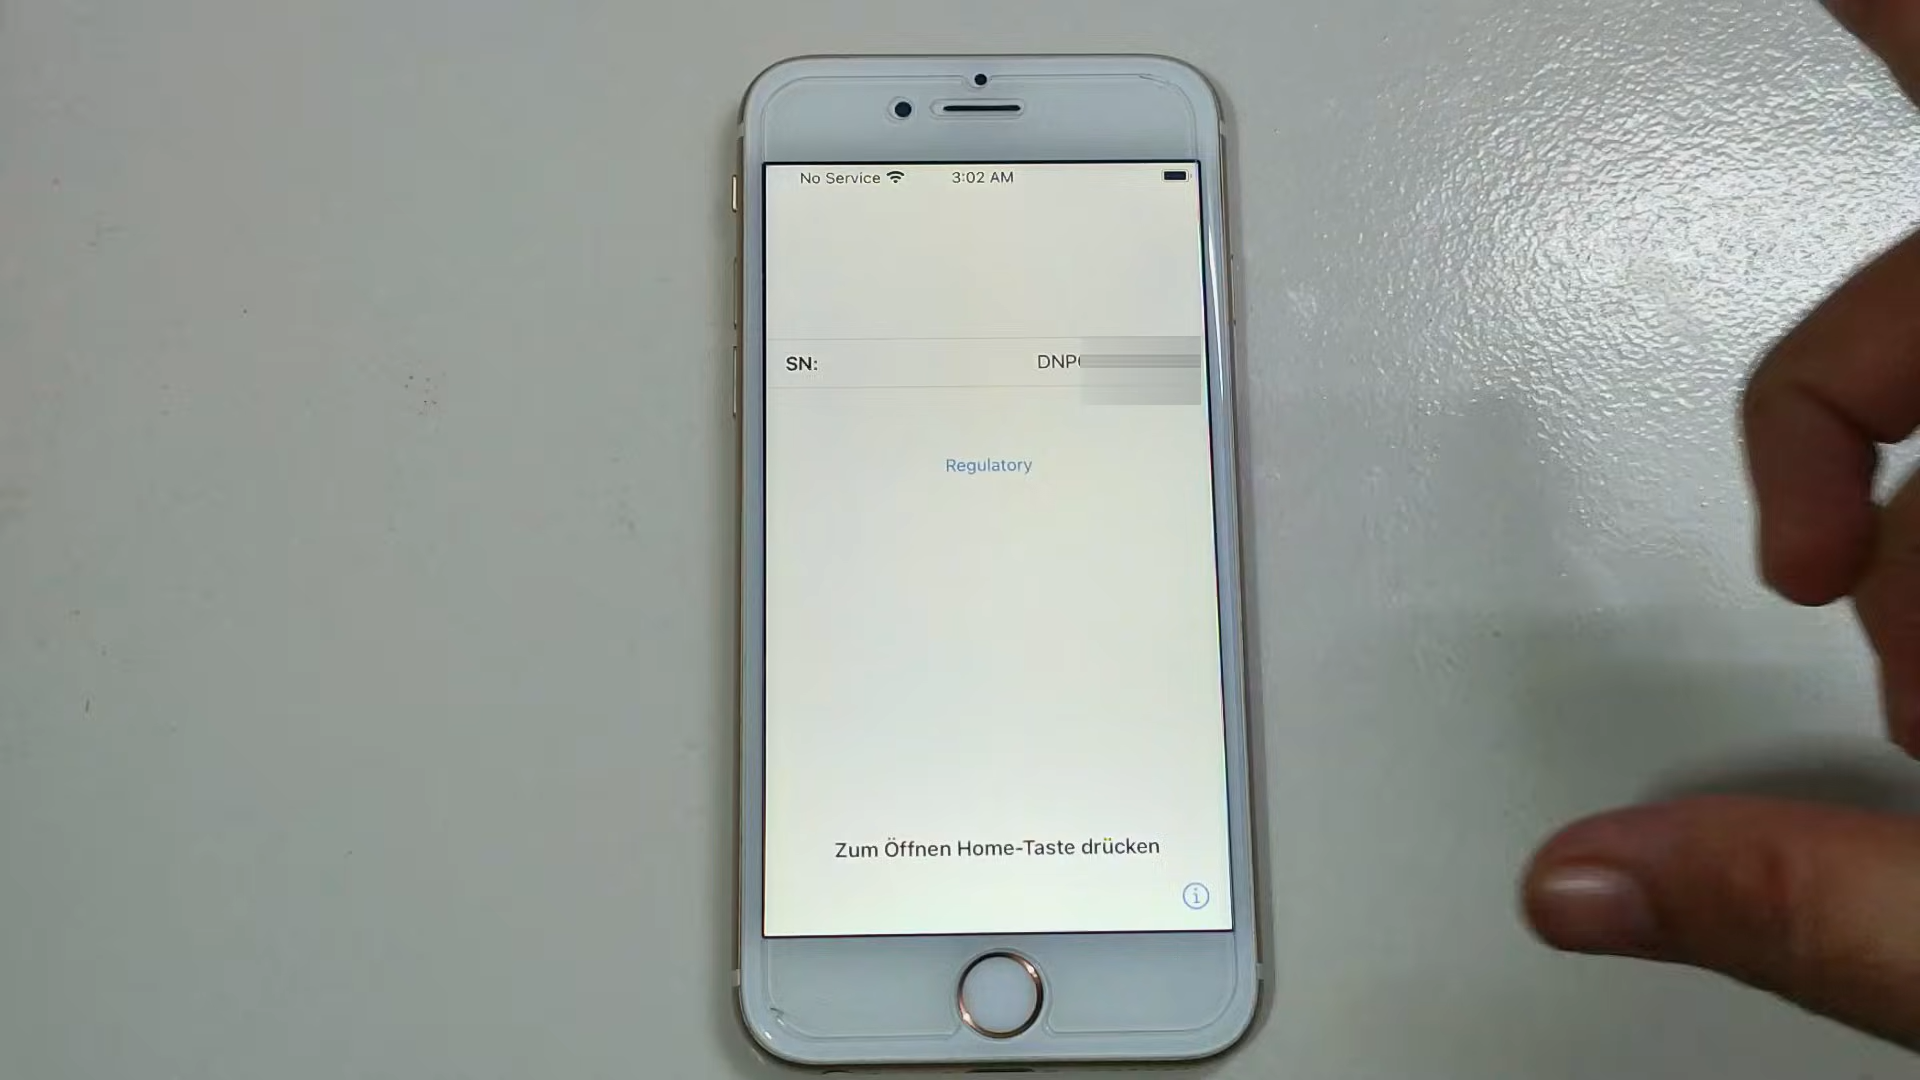 No Service 3:02 AM
SN: DNP
Regulatory
Zum Öffnen Home-Taste drücken